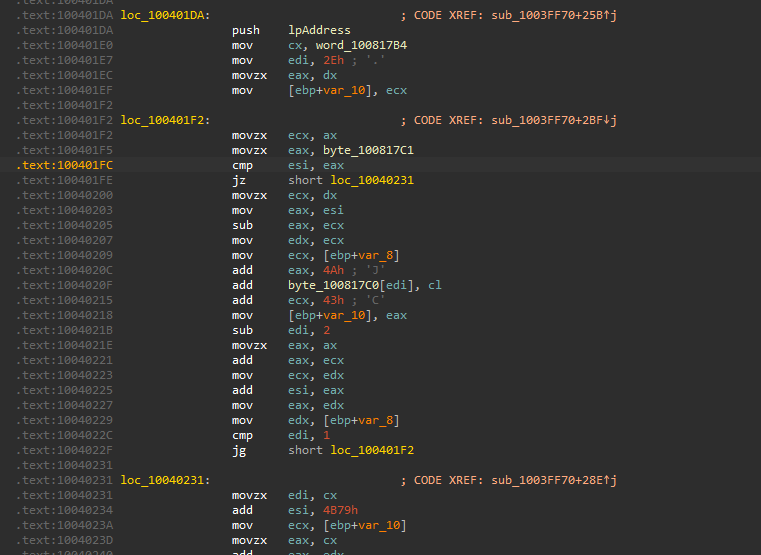 .text:100401DA
.text:100401DA loc_100401DA: ; CODE XREF: sub_1003FF70+25B↑j
.text:100401DA push lpAddress
.text:100401E0 mov cx, word_100817B4
.text:100401E7 mov edi, 2Eh ; '.'
.text:100401EC movzx eax, dx
.text:100401EF mov [ebp+var_10], ecx
.text:100401F2
.text:100401F2 loc_100401F2: ; CODE XREF: sub_1003FF70+2BF↓j
.text:100401F2 movzx ecx, ax
.text:100401F5 movzx eax, byte_100817C1
.text:100401FC cmp esi, eax
.text:100401FE jz short loc_10040231
.text:10040200 movzx ecx, dx
.text:10040203 mov eax, esi
.text:10040205 sub eax, ecx
.text:10040207 mov edx, ecx
.text:10040209 mov ecx, [ebp+var_8]
.text:1004020C add eax, 4Ah ; 'J'
.text:1004020F add byte_100817C0[edi], cl
.text:10040215 add ecx, 43h ; 'C'
.text:10040218 mov [ebp+var_10], eax
.text:1004021B sub edi, 2
.text:1004021E movzx eax, ax
.text:10040221 add eax, ecx
.text:10040223 mov ecx, edx
.text:10040225 add esi, eax
.text:10040227 mov eax, edx
.text:10040229 mov edx, [ebp+var_8]
.text:1004022C cmp edi, 1
.text:1004022F jg short loc_100401F2
.text:10040231
.text:10040231 loc_10040231: ; CODE XREF: sub_1003FF70+28E↑j
.text:10040231 movzx edi, cx
.text:10040234 add esi, 4B79h
.text:1004023A mov ecx, [ebp+var_10]
.text:1004023D movzx eax, cx
.text:10040240 add eax, edx